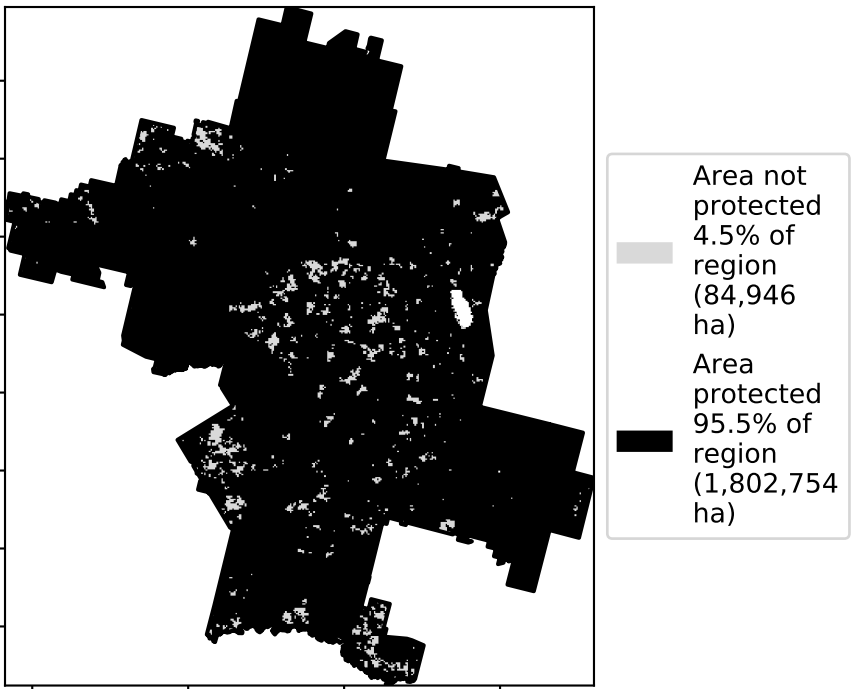 Area not
protected
4.5% of
region
(84,946
ha)
Area
protected
95.5% of
region
(1,802,754
ha)